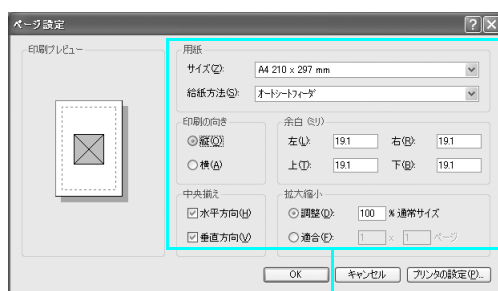 ページ設定
印刷プレビュー
用紙
サイズ(Z): A4 210 x 297 mm
給紙方法(S): オートシートフィーダ
印刷の向き
縦(O)
横(A)
余白 (ミリ)
左(L): 19.1 右(R): 19.1
上(T): 19.1 下(B): 19.1
中央揃え
水平方向(H)
垂直方向(V)
拡大縮小
調整(D): 100 % 通常サイズ
適合(F): 1 x 1 ページ
OK キャンセル プリンタの設定(P)...